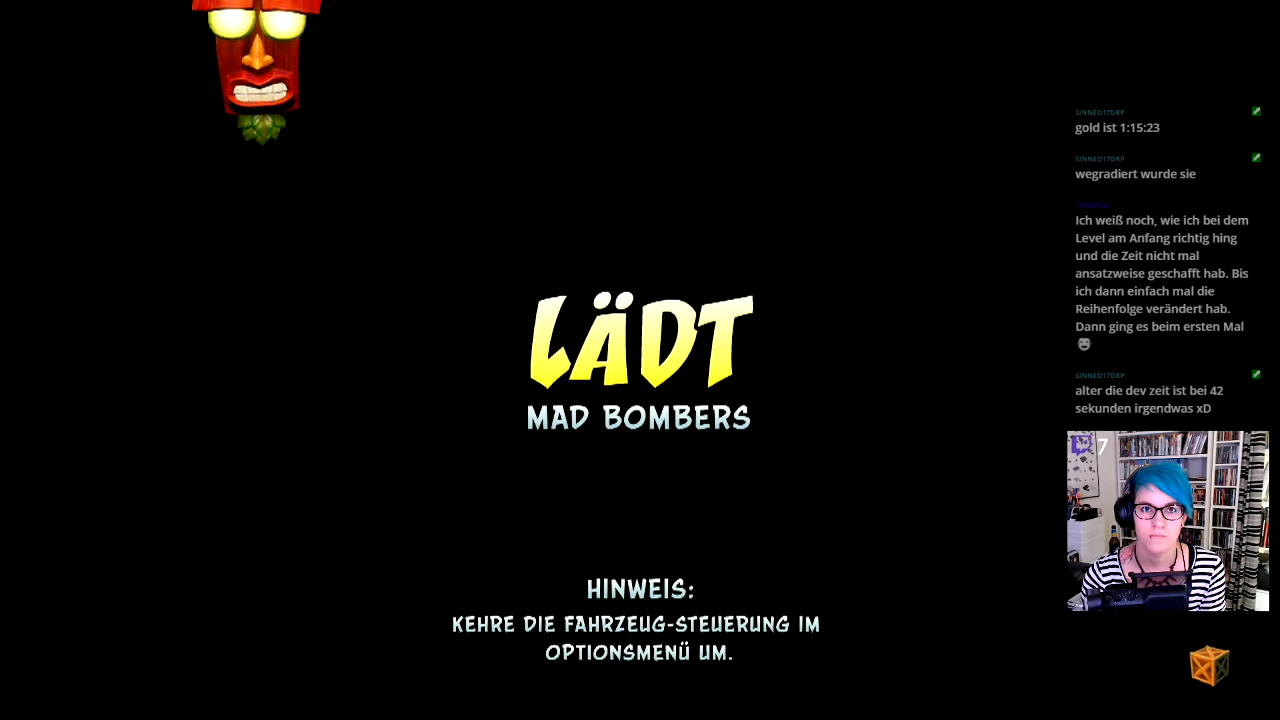 SINNED17DRP
gold ist 1:15:23
SINNED17DRP
wegradiert wurde sie
Ich weiß noch, wie ich bei dem
Level am Anfang richtig hing
und die Zeit nicht mal
ansatzweise geschafft hab. Bis
ich dann einfach mal die
Reihenfolge verändert hab.
Dann ging es beim ersten Mal
SINNED17DRP
alter die dev zeit ist bei 42
sekunden irgendwas xD
7
LÄDT
MAD BOMBERS
HINWEIS:
KEHRE DIE FAHRZEUG-STEUERUNG IM
OPTIONSMENÜ UM.